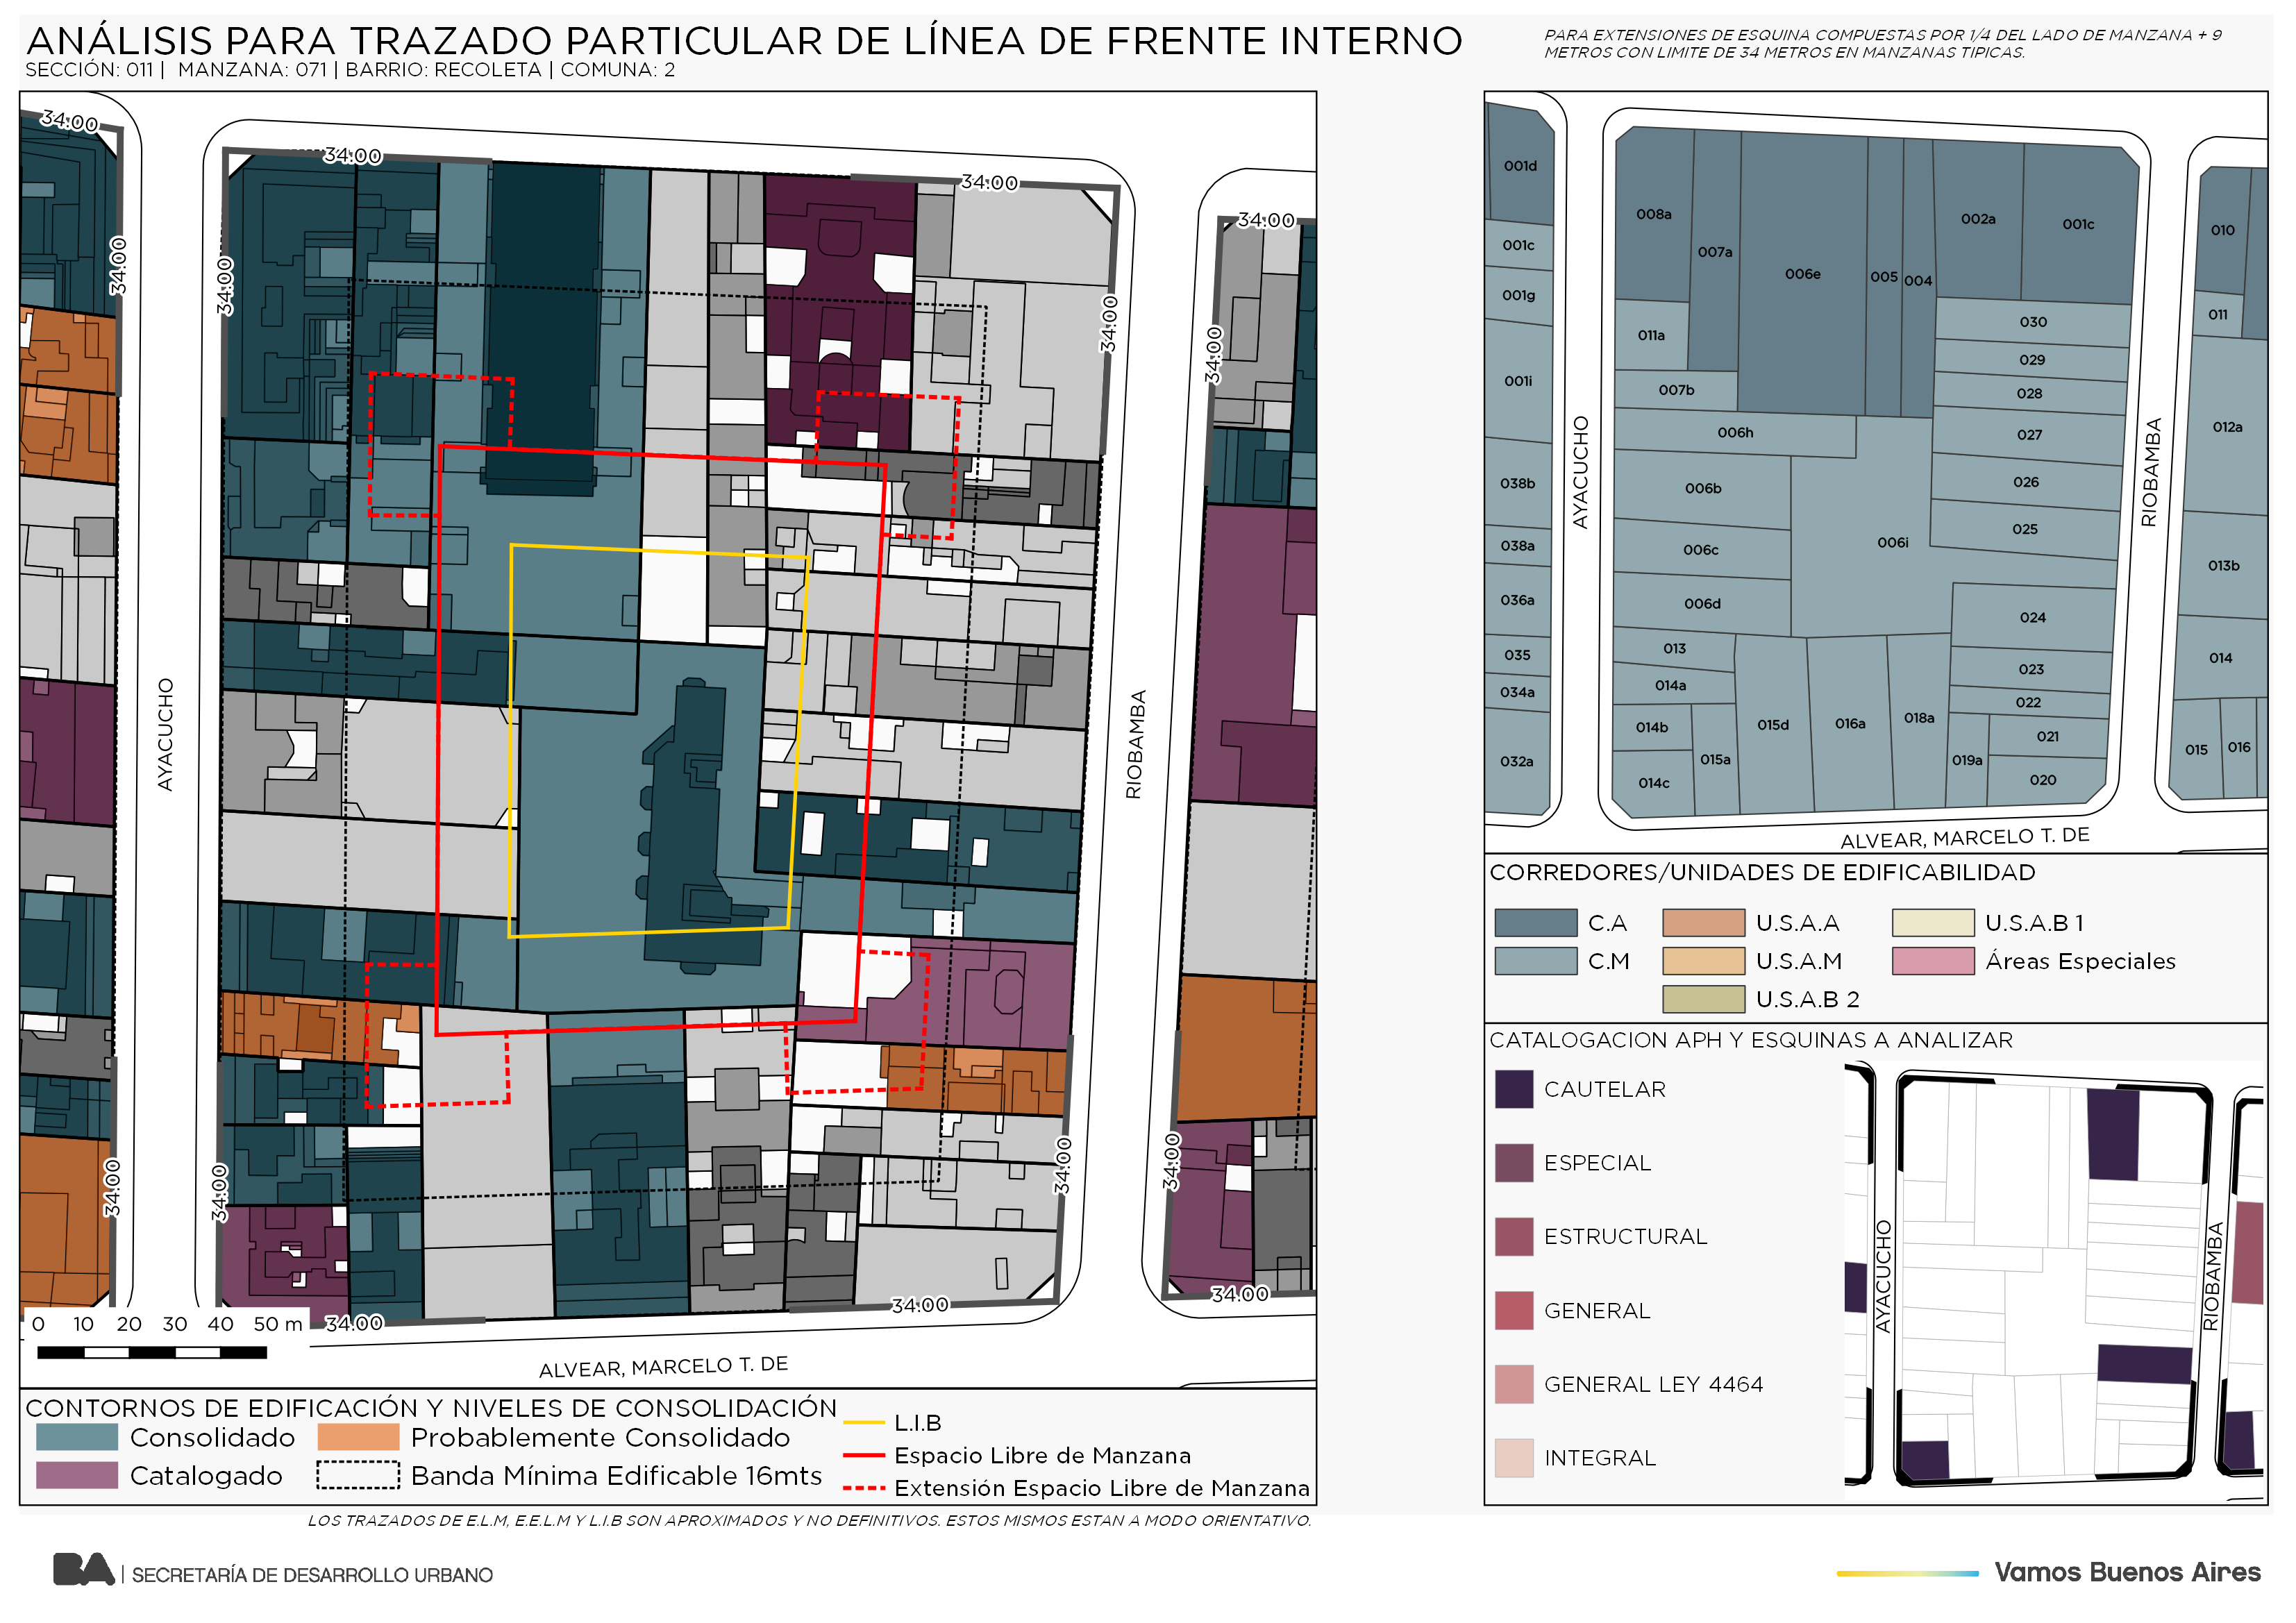 ANÁLISIS PARA TRAZADO PARTICULAR DE LÍNEA DE FRENTE INTERNO
SECCIÓN: 011 | MANZANA: 071 | BARRIO: RECOLETA | COMUNA: 2
PARA EXTENSIONES DE ESQUINA COMPUESTAS POR 1/4 DEL LADO DE MANZANA + 9
METROS CON LIMITE DE 34 METROS EN MANZANAS TIPICAS.
34.00
34.00
34.00
34.00
34.00
34.00
34.00
34.00
AYACUCHO
RIOBAMBA
34.00
34.00
34.00
34.00
34.00
34.00
34.00
0 10 20 30 40 50 m
ALVEAR, MARCELO T. DE
CONTORNOS DE EDIFICACIÓN Y NIVELES DE CONSOLIDACIÓN
Consolidado
Probablemente Consolidado
Catalogado
Banda Mínima Edificable 16mts
L.I.B
Espacio Libre de Manzana
Extensión Espacio Libre de Manzana
001d
001c
001g
001i
038b
038a
036a
035
034a
032a
AYACUCHO
008a
007a
006e
005
004
002a
001c
011a
007b
006h
006b
006c
006d
006i
013
014a
014b
014c
015a
015d
016a
018a
019a
030
029
028
027
026
025
024
023
022
021
020
RIOBAMBA
010
011
012a
013b
014
015
016
ALVEAR, MARCELO T. DE
CORREDORES/UNIDADES DE EDIFICABILIDAD
C.A
U.S.A.A
U.S.A.B 1
C.M
U.S.A.M
Áreas Especiales
U.S.A.B 2
CATALOGACION APH Y ESQUINAS A ANALIZAR
CAUTELAR
ESPECIAL
ESTRUCTURAL
GENERAL
GENERAL LEY 4464
INTEGRAL
AYACUCHO
RIOBAMBA
LOS TRAZADOS DE E.L.M, E.E.L.M Y L.I.B SON APROXIMADOS Y NO DEFINITIVOS. ESTOS MISMOS ESTAN A MODO ORIENTATIVO.
BA | SECRETARÍA DE DESARROLLO URBANO
Vamos Buenos Aires